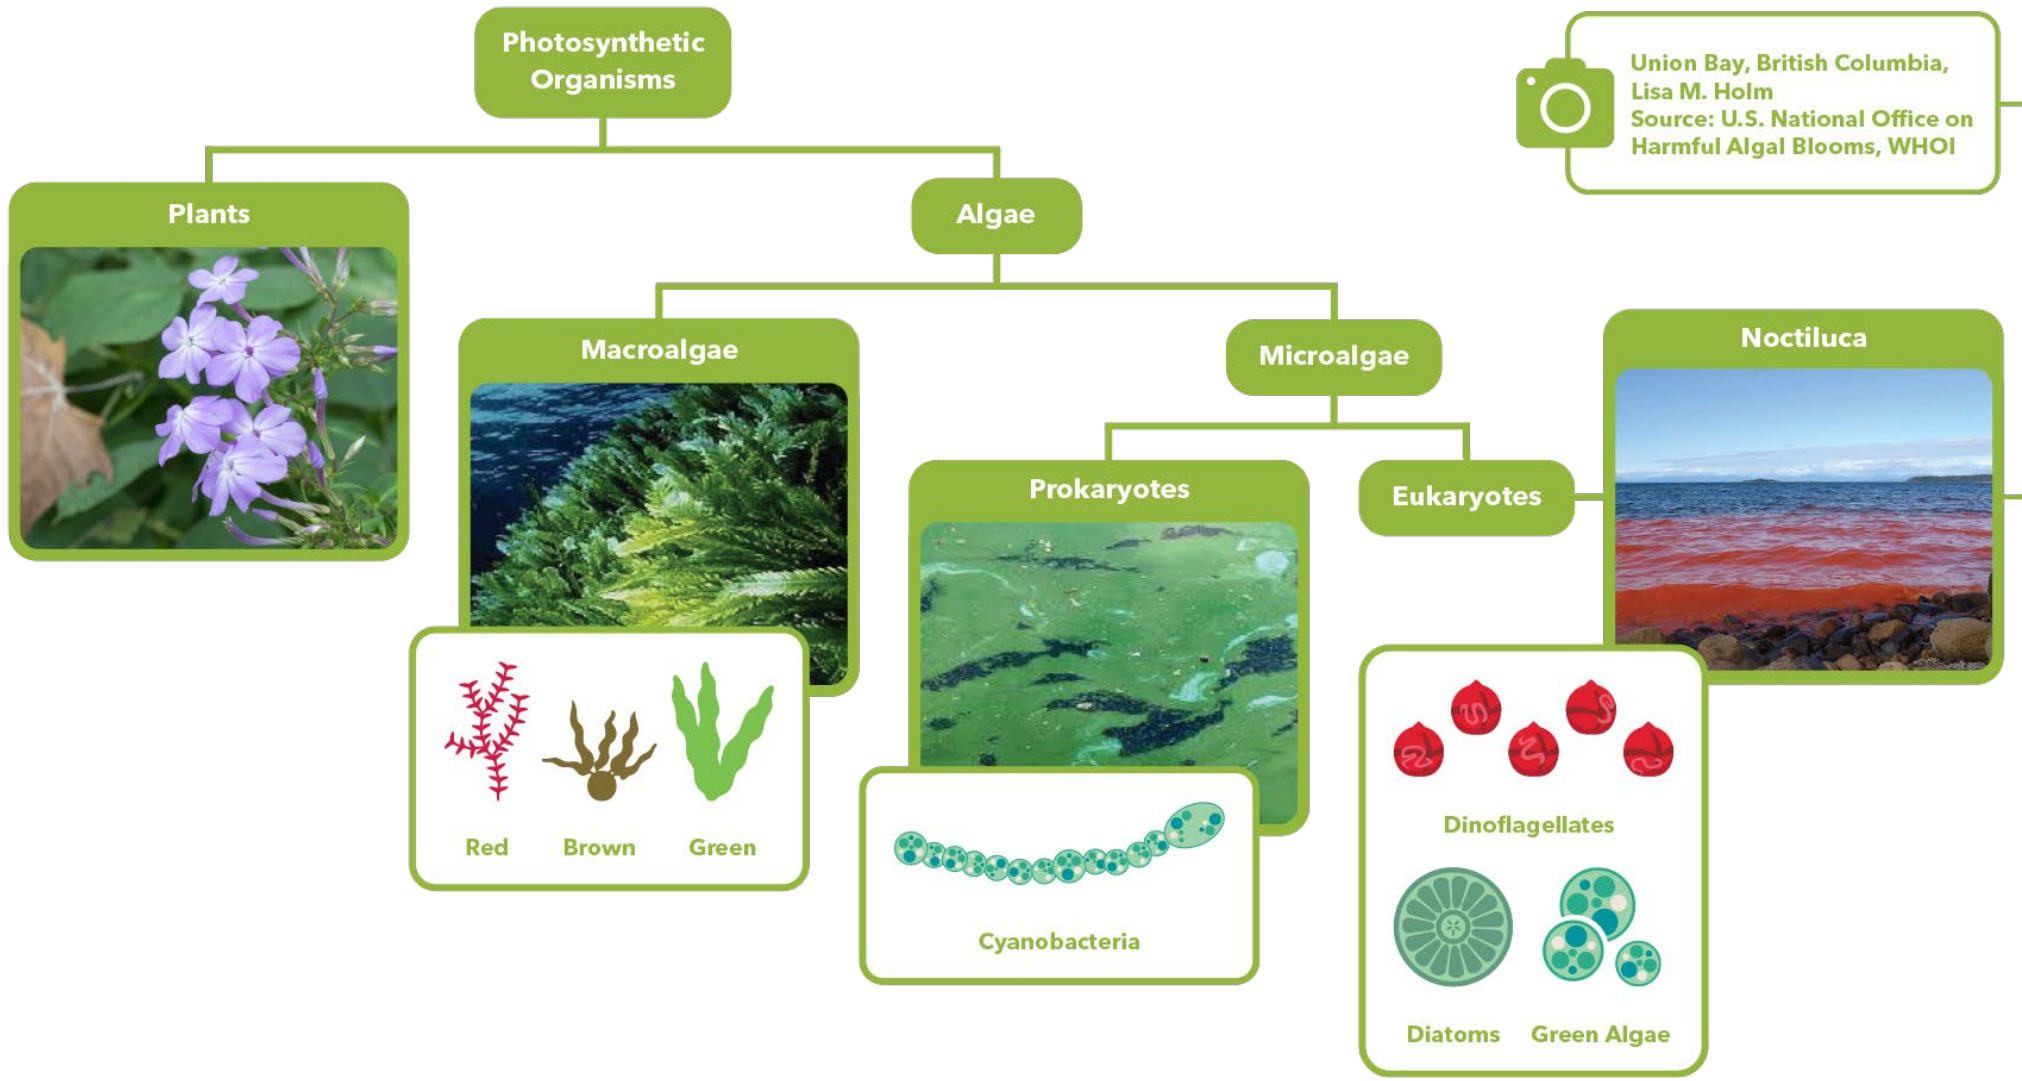 Photosynthetic
Organisms
Union Bay, British Columbia,
Lisa M. Holm
Source: U.S. National Office on
Harmful Algal Blooms, WHOI
Plants
Algae
Macroalgae
Microalgae
Noctiluca
Prokaryotes
Eukaryotes
Red
Brown
Green
Cyanobacteria
Dinoflagellates
Diatoms
Green Algae